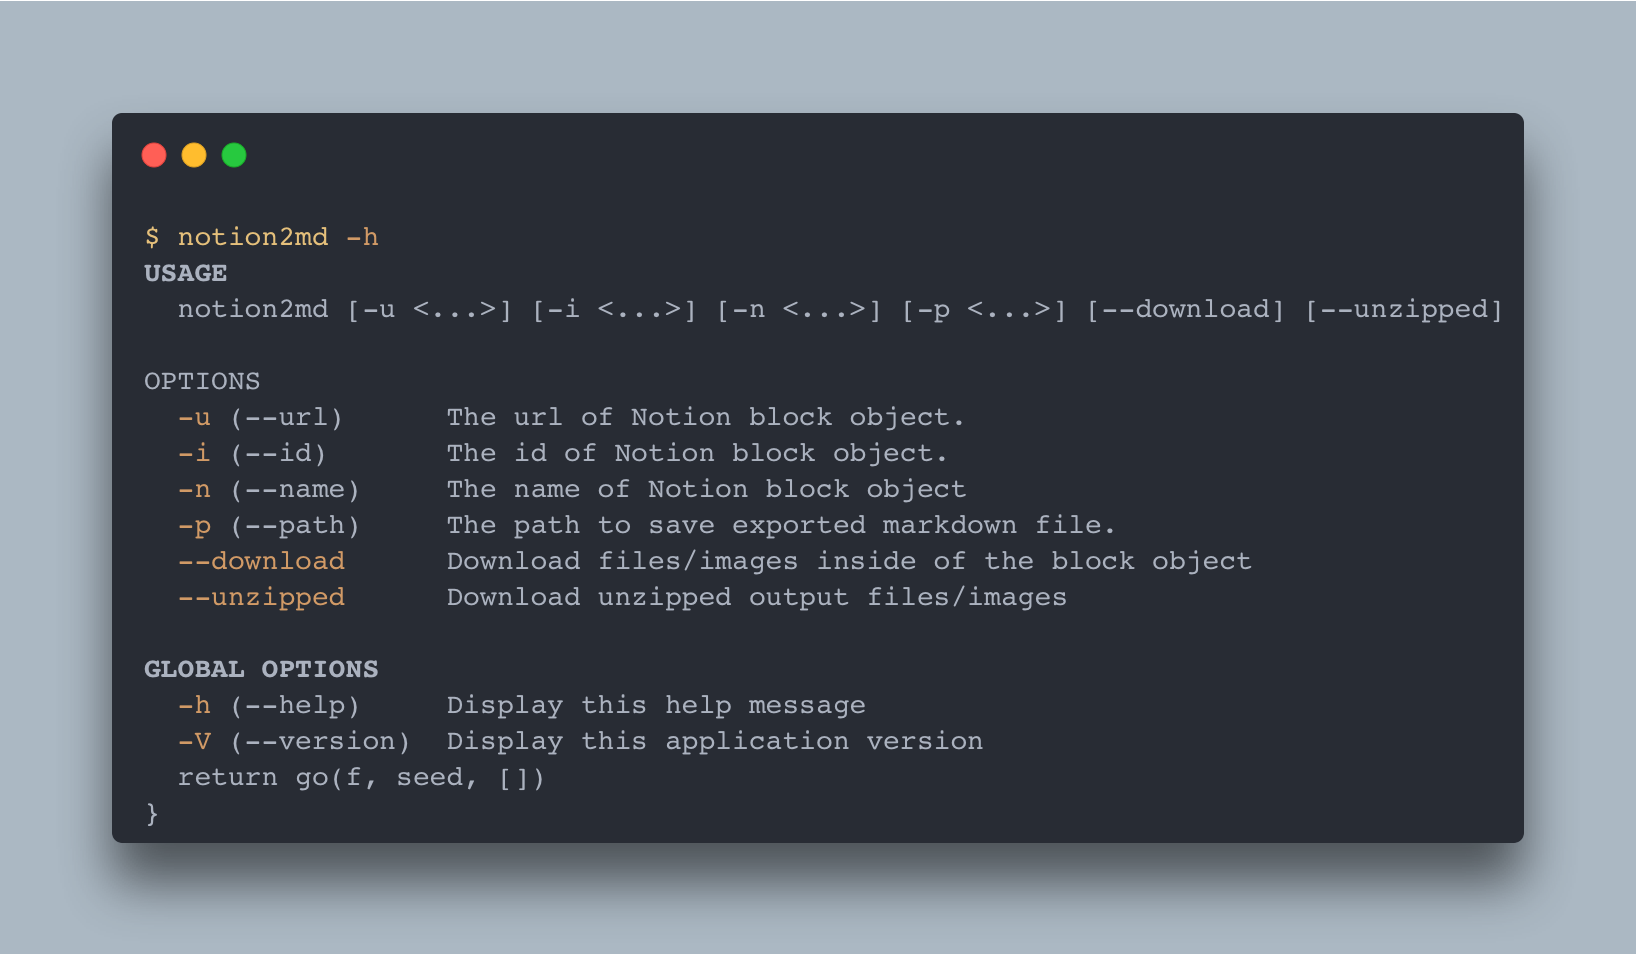 $ notion2md -h
USAGE
  notion2md [-u <...>] [-i <...>] [-n <...>] [-p <...>] [--download] [--unzipped]

OPTIONS
  -u (--url)      The url of Notion block object.
  -i (--id)       The id of Notion block object.
  -n (--name)     The name of Notion block object
  -p (--path)     The path to save exported markdown file.
  --download      Download files/images inside of the block object
  --unzipped      Download unzipped output files/images

GLOBAL OPTIONS
  -h (--help)     Display this help message
  -V (--version)  Display this application version
  return go(f, seed, [])
}